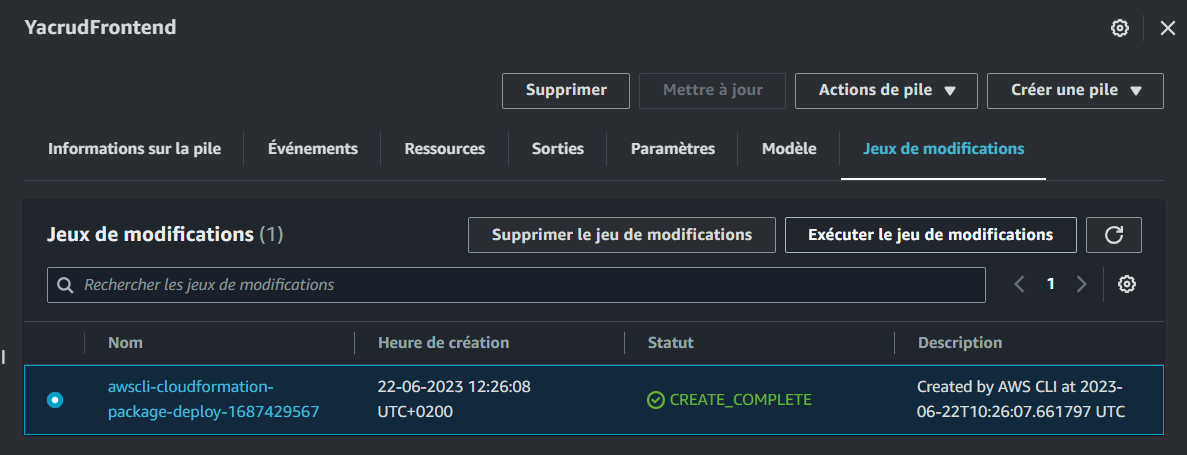 YacrudFrontend
Supprimer
Mettre à jour
Actions de pile
Créer une pile
Informations sur la pile
Événements
Ressources
Sorties
Paramètres
Modèle
Jeux de modifications
Jeux de modifications (1)
Supprimer le jeu de modifications
Exécuter le jeu de modifications
Rechercher les jeux de modifications
1
Nom
Heure de création
Statut
Description
awscli-cloudformation-
package-deploy-1687429567
22-06-2023 12:26:08
UTC+0200
CREATE_COMPLETE
Created by AWS CLI at 2023-
06-22T10:26:07.661797 UTC